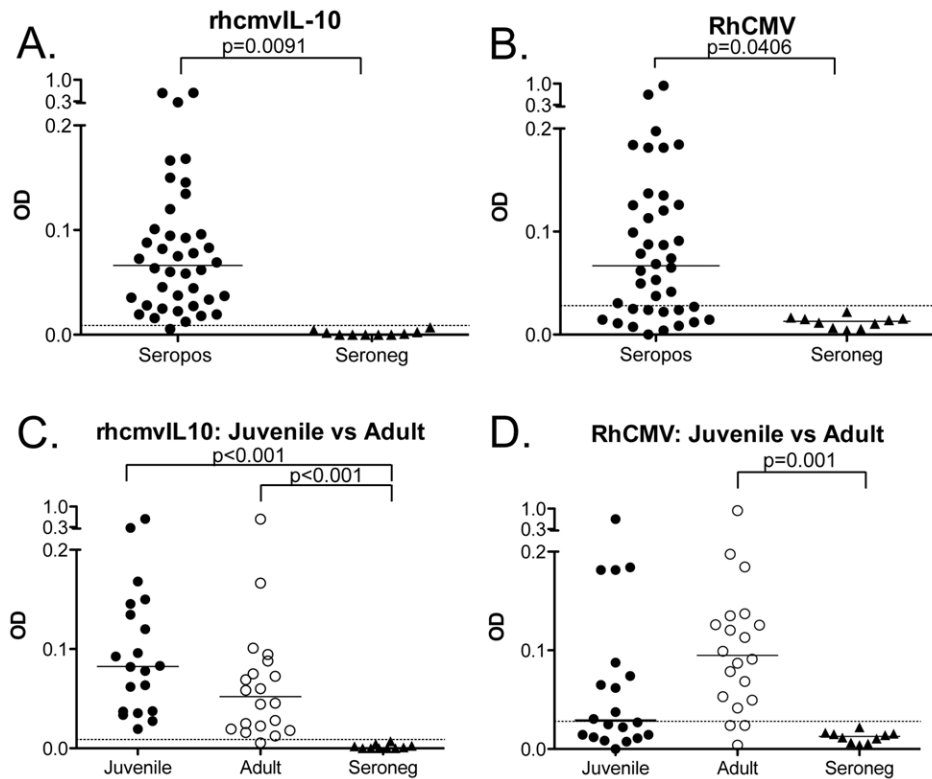 A.
rhcmvIL-10
p=0.0091
1.0
0.3
0.2
0.1
0.0
OD
Seropos Seroneg
B.
RhCMV
p=0.0406
1.0
0.3
0.2
0.1
0.0
OD
Seropos Seroneg
C.
rhcmvIL10: Juvenile vs Adult
p<0.001
p<0.001
1.0
0.3
0.2
0.1
0.0
OD
Juvenile Adult Seroneg
D.
RhCMV: Juvenile vs Adult
p=0.001
1.0
0.3
0.2
0.1
0.0
OD
Juvenile Adult Seroneg